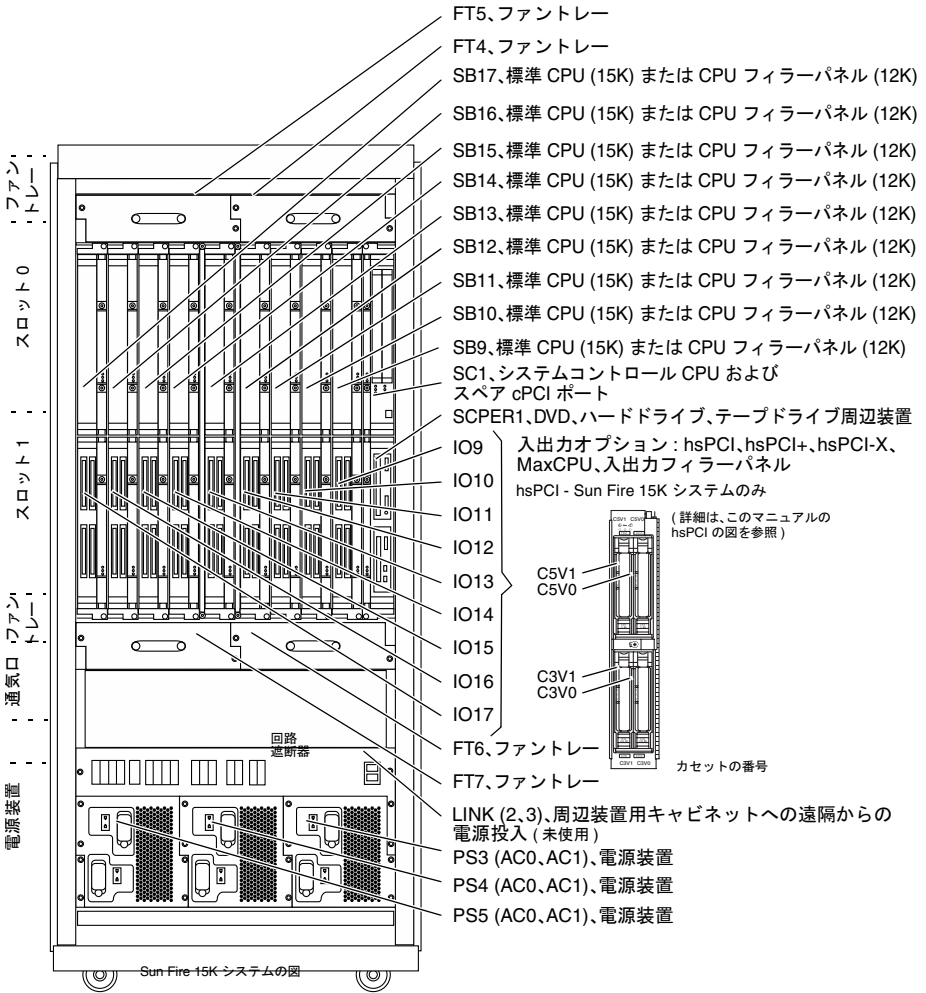 FT5、ファントレー
FT4、ファントレー
SB17、標準 CPU (15K) または CPU フィラーパネル (12K)
SB16、標準 CPU (15K) または CPU フィラーパネル (12K)
SB15、標準 CPU (15K) または CPU フィラーパネル (12K)
SB14、標準 CPU (15K) または CPU フィラーパネル (12K)
SB13、標準 CPU (15K) または CPU フィラーパネル (12K)
SB12、標準 CPU (15K) または CPU フィラーパネル (12K)
SB11、標準 CPU (15K) または CPU フィラーパネル (12K)
SB10、標準 CPU (15K) または CPU フィラーパネル (12K)
SB9、標準 CPU (15K) または CPU フィラーパネル (12K)
SC1、システムコントロール CPU および
スペア cPCI ポート
SCPER1、DVD、ハードドライブ、テープドライブ周辺装置
IO9
IO10
IO11
IO12
IO13
IO14
IO15
IO16
IO17
入出力オプション : hsPCI、hsPCI+、hsPCI-X、
MaxCPU、入出力フィラーパネル
hsPCI - Sun Fire 15K システムのみ
( 詳細は、このマニュアルの
hsPCI の図を参照 )
C5V1 C5V0
C5V1
C5V0
C3V1
C3V0
C3V1 C3V0
カセットの番号
FT6、ファントレー
FT7、ファントレー
LINK (2、3)、周辺装置用キャビネットへの遠隔からの
電源投入 ( 未使用 )
PS3 (AC0、AC1)、電源装置
PS4 (AC0、AC1)、電源装置
PS5 (AC0、AC1)、電源装置
ファン
トレー
スロット 0
スロット 1
ファン
トレー
通気口
電源装置
回路
遮断器
Sun Fire 15K システムの図